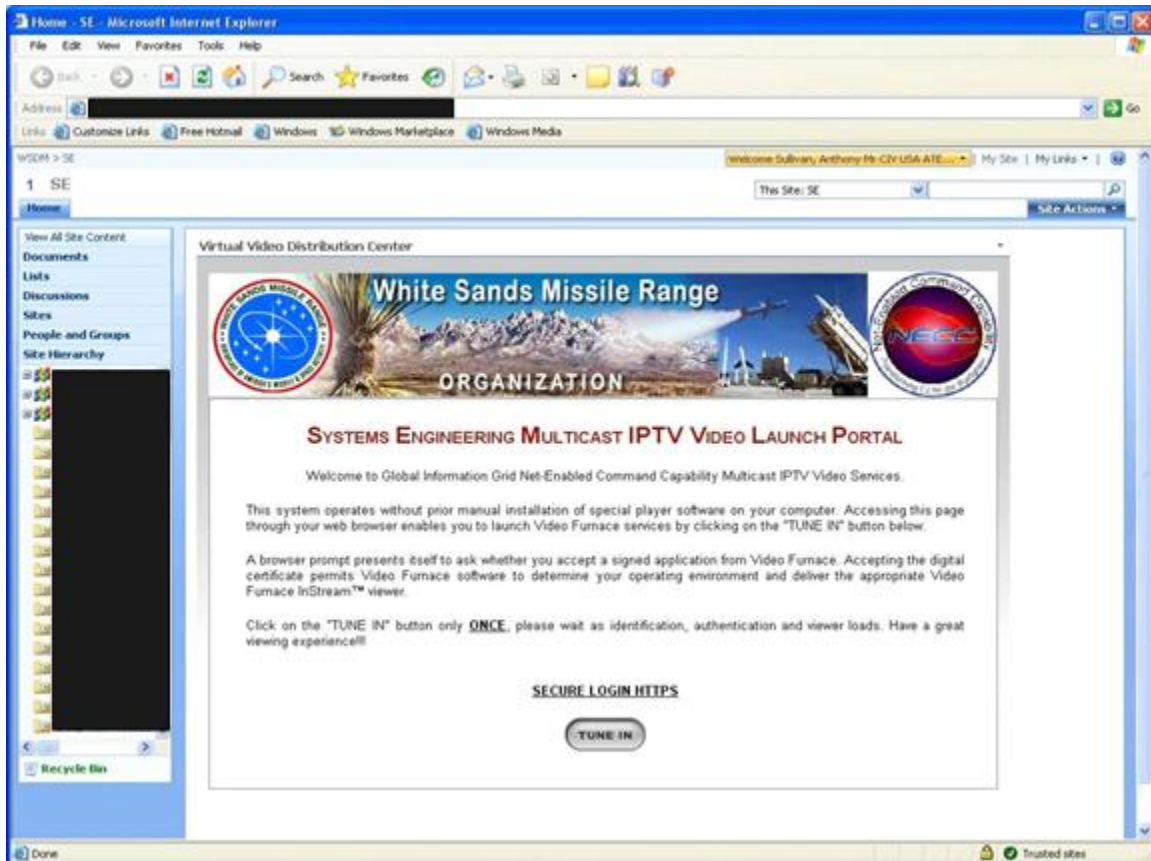 Home - SE - Microsoft Internet Explorer
File Edit View Favorites Tools Help
Back Search Favorites
Address Go
Links Customize Links Free Hotmail Windows Windows Marketplace Windows Media
WSDM > SE Welcome Sullivan, Anthony Mr CIV USA ATE... | My Site | My Links |
1 SE This Site: SE
Home Site Actions
View All Site Content
Documents
Lists
Discussions
Sites
People and Groups
Site Hierarchy
Recycle Bin
Virtual Video Distribution Center
WHITE SANDS MISSILE RANGE
White Sands Missile Range
ORGANIZATION
Net-Enabled Command Capability
NECC
SYSTEMS ENGINEERING MULTICAST IPTV VIDEO LAUNCH PORTAL
Welcome to Global Information Grid Net-Enabled Command Capability Multicast IPTV Video Services.
This system operates without prior manual installation of special player software on your computer. Accessing this page
through your web browser enables you to launch Video Furnace services by clicking on the "TUNE IN" button below.
A browser prompt presents itself to ask whether you accept a signed application from Video Furnace. Accepting the digital
certificate permits Video Furnace software to determine your operating environment and deliver the appropriate Video
Furnace InStream™ viewer.
Click on the "TUNE IN" button only ONCE, please wait as identification, authentication and viewer loads. Have a great
viewing experience!!!
SECURE LOGIN HTTPS
TUNE IN
Done Trusted sites